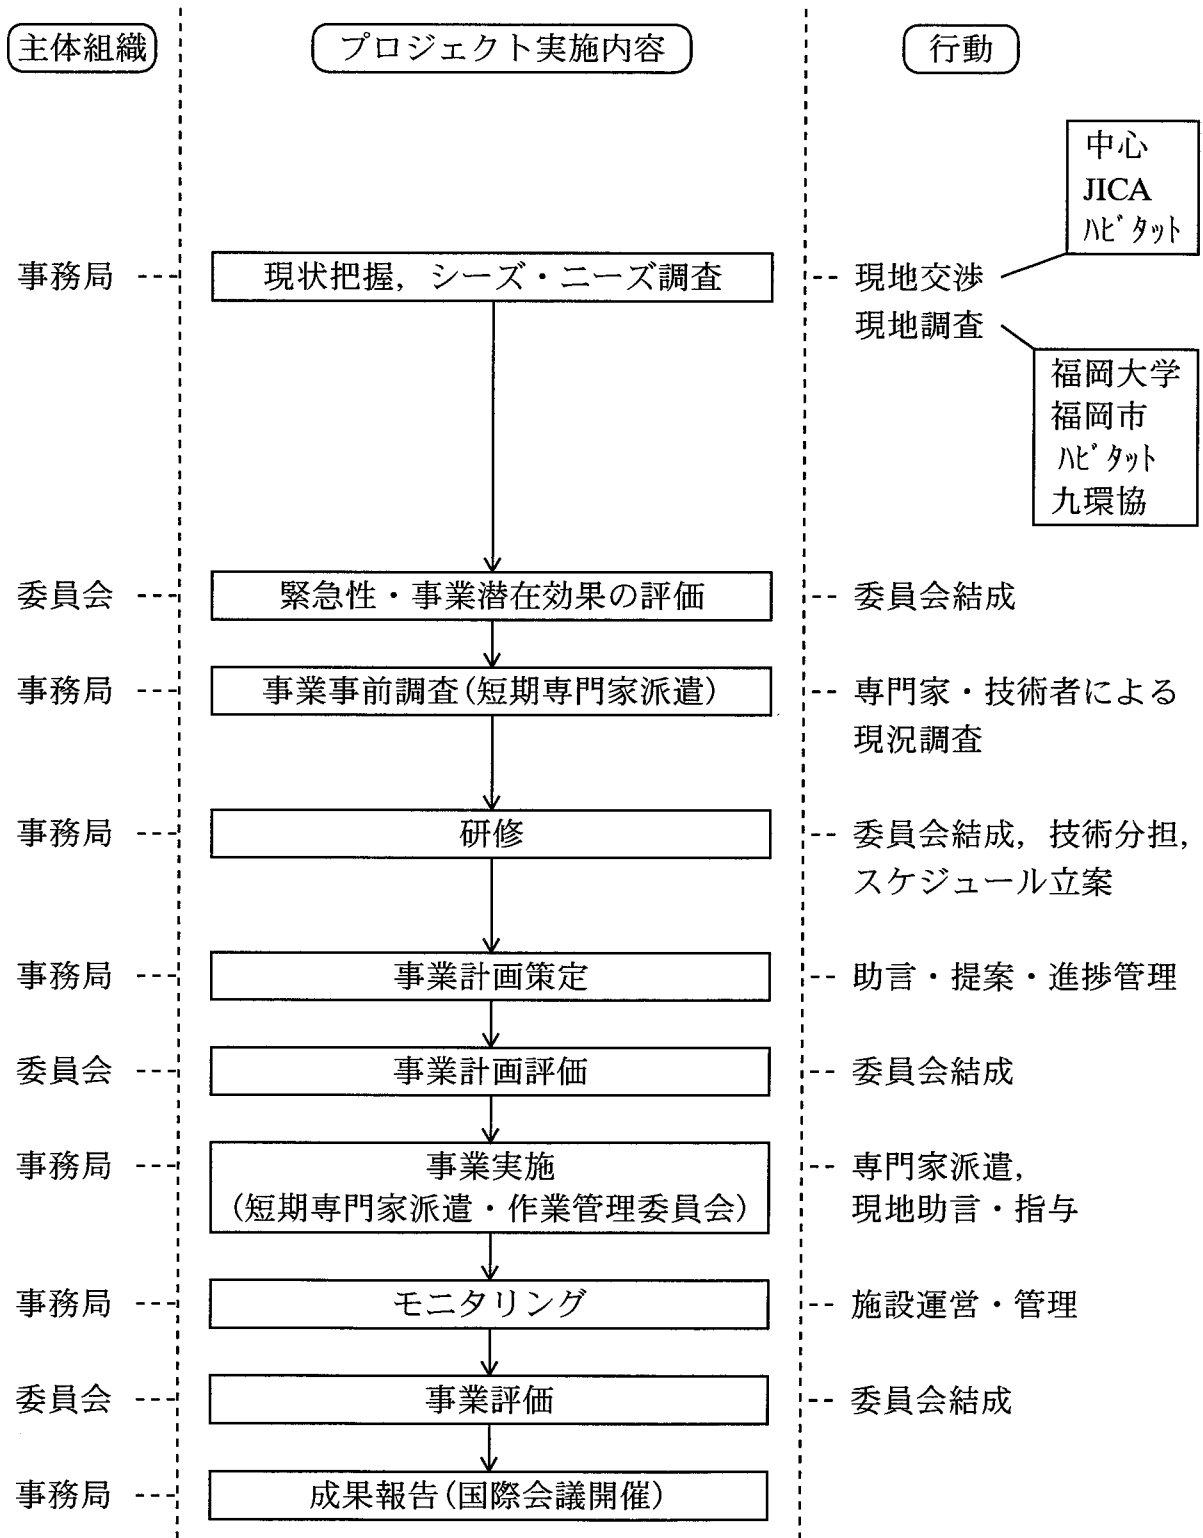 主体組織
プロジェクト実施内容
行動
中心
JICA
ﾊﾋﾞﾀｯﾄ
事務局
現状把握，シーズ・ニーズ調査
現地交渉
現地調査
福岡大学
福岡市
ﾊﾋﾞﾀｯﾄ
九環協
委員会
緊急性・事業潜在効果の評価
委員会結成
事務局
事業事前調査(短期専門家派遣)
専門家・技術者による
現況調査
事務局
研修
委員会結成，技術分担，
スケジュール立案
事務局
事業計画策定
助言・提案・進捗管理
委員会
事業計画評価
委員会結成
事務局
事業実施
(短期専門家派遣・作業管理委員会)
専門家派遣，
現地助言・指与
事務局
モニタリング
施設運営・管理
委員会
事業評価
委員会結成
事務局
成果報告(国際会議開催)